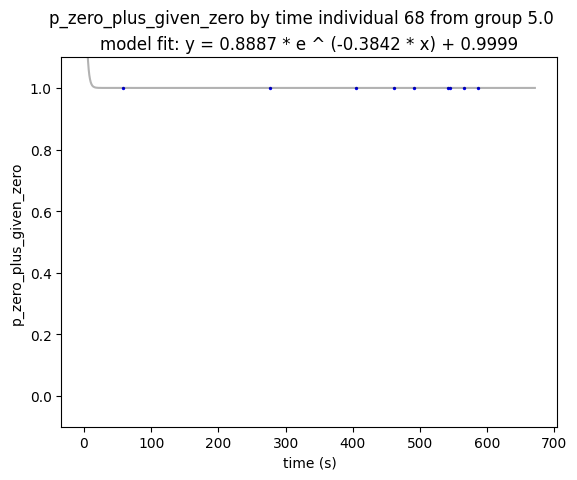 p_zero_plus_given_zero by time individual 68 from group 5.0
model fit: y = 0.8887 * e ^ (-0.3842 * x) + 0.9999
1.0
0.8
0.6
0.4
0.2
0.0
p_zero_plus_given_zero
0 100 200 300 400 500 600 700
time (s)